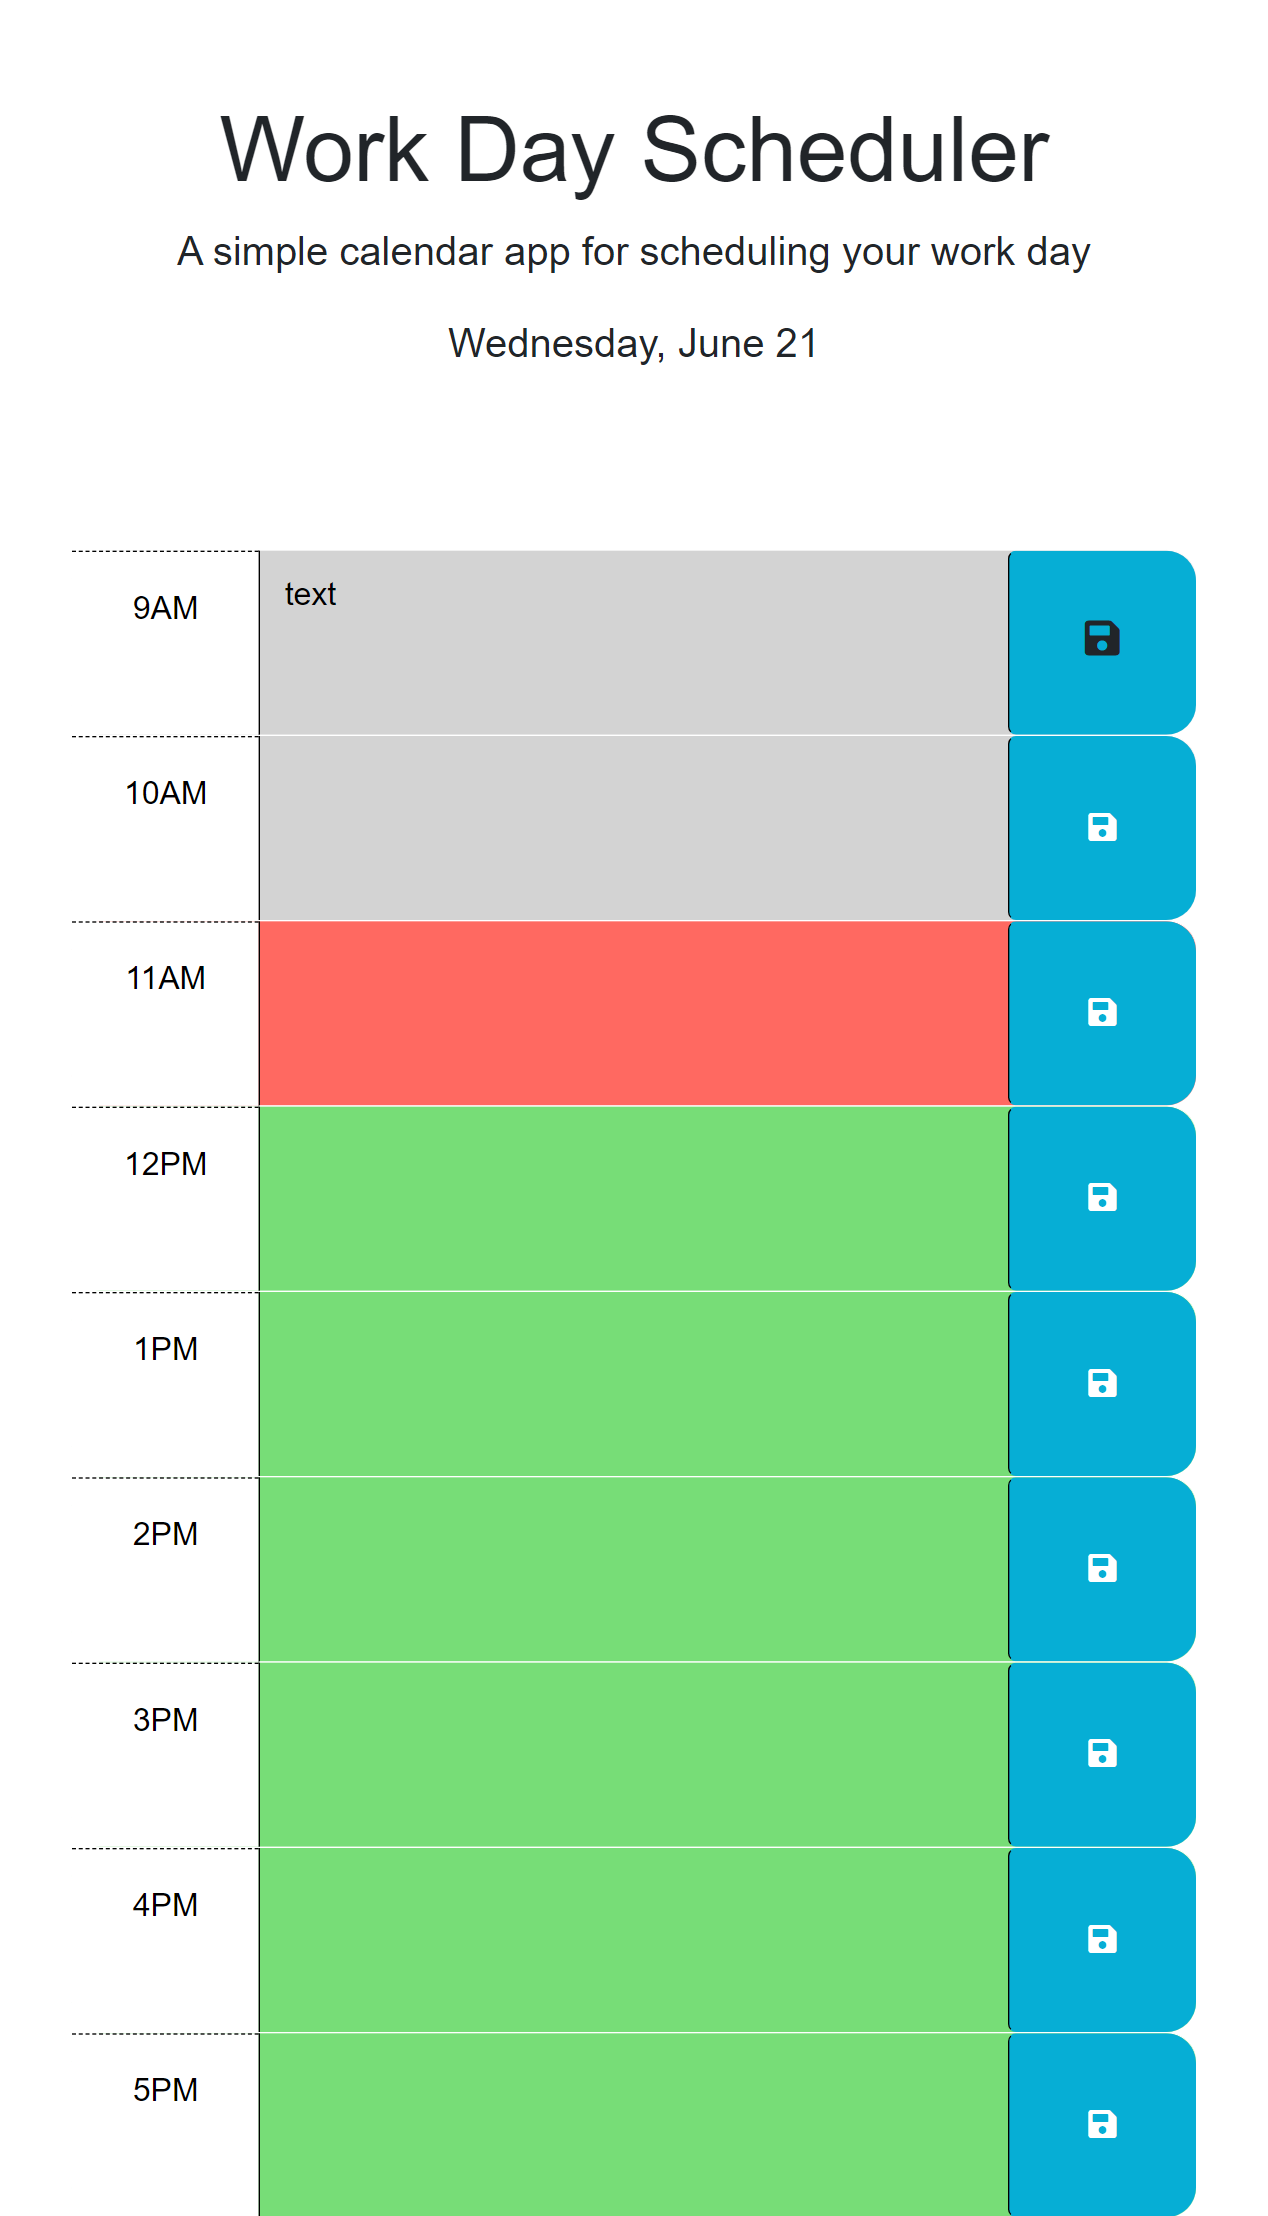 Work Day Scheduler
A simple calendar app for scheduling your work day
Wednesday, June 21
9AM
text
10AM
11AM
12PM
1PM
2PM
3PM
4PM
5PM